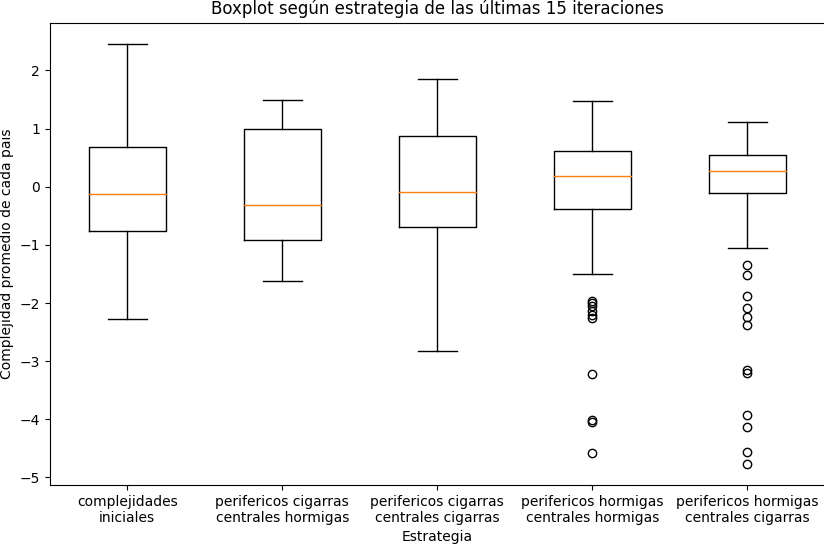 Boxplot según estrategia de las últimas 15 iteraciones
Complejidad promedio de cada país
2
1
0
−1
−2
−3
−4
−5
complejidades
iniciales
perifericos cigarras
centrales hormigas
perifericos cigarras
centrales cigarras
perifericos hormigas
centrales hormigas
perifericos hormigas
centrales cigarras
Estrategia